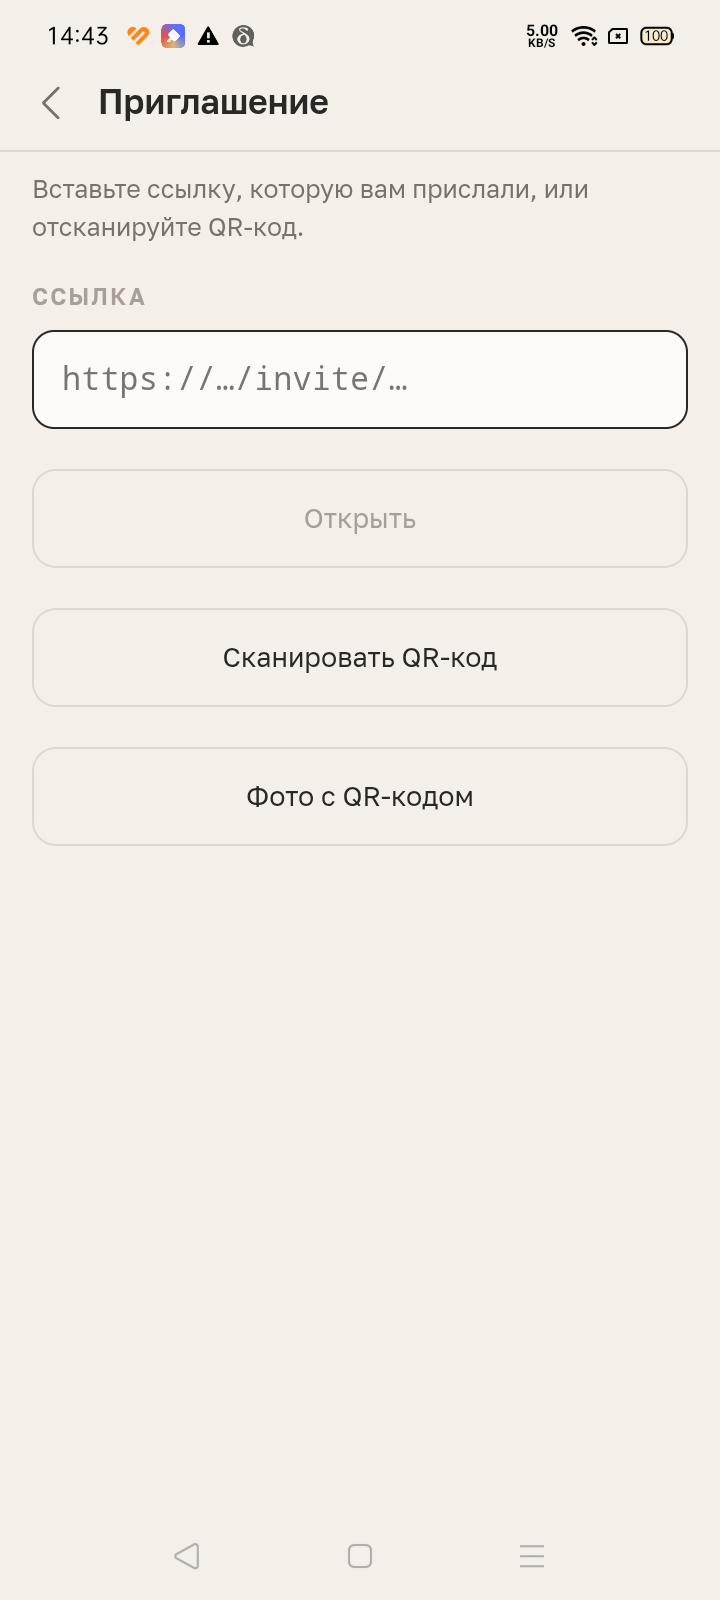 14:43
5.00
KB/S
100
Приглашение
Вставьте ссылку, которую вам прислали, или
отсканируйте QR-код.
ССЫЛКА
https://…/invite/…
Открыть
Сканировать QR-код
Фото с QR-кодом